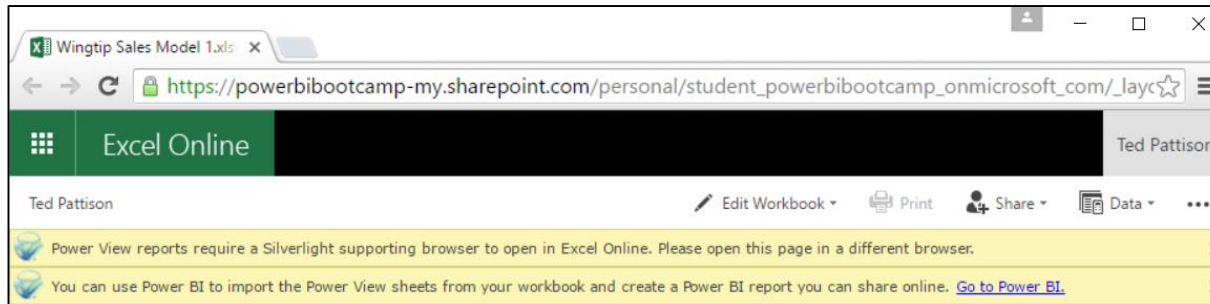 Wingtip Sales Model 1.xls
https://powerbibootcamp-my.sharepoint.com/personal/student_powerbibootcamp_onmicrosoft_com/_layo
Excel Online
Ted Pattison
Ted Pattison Edit Workbook Print Share Data
Power View reports require a Silverlight supporting browser to open in Excel Online. Please open this page in a different browser.
You can use Power BI to import the Power View sheets from your workbook and create a Power BI report you can share online. Go to Power BI.